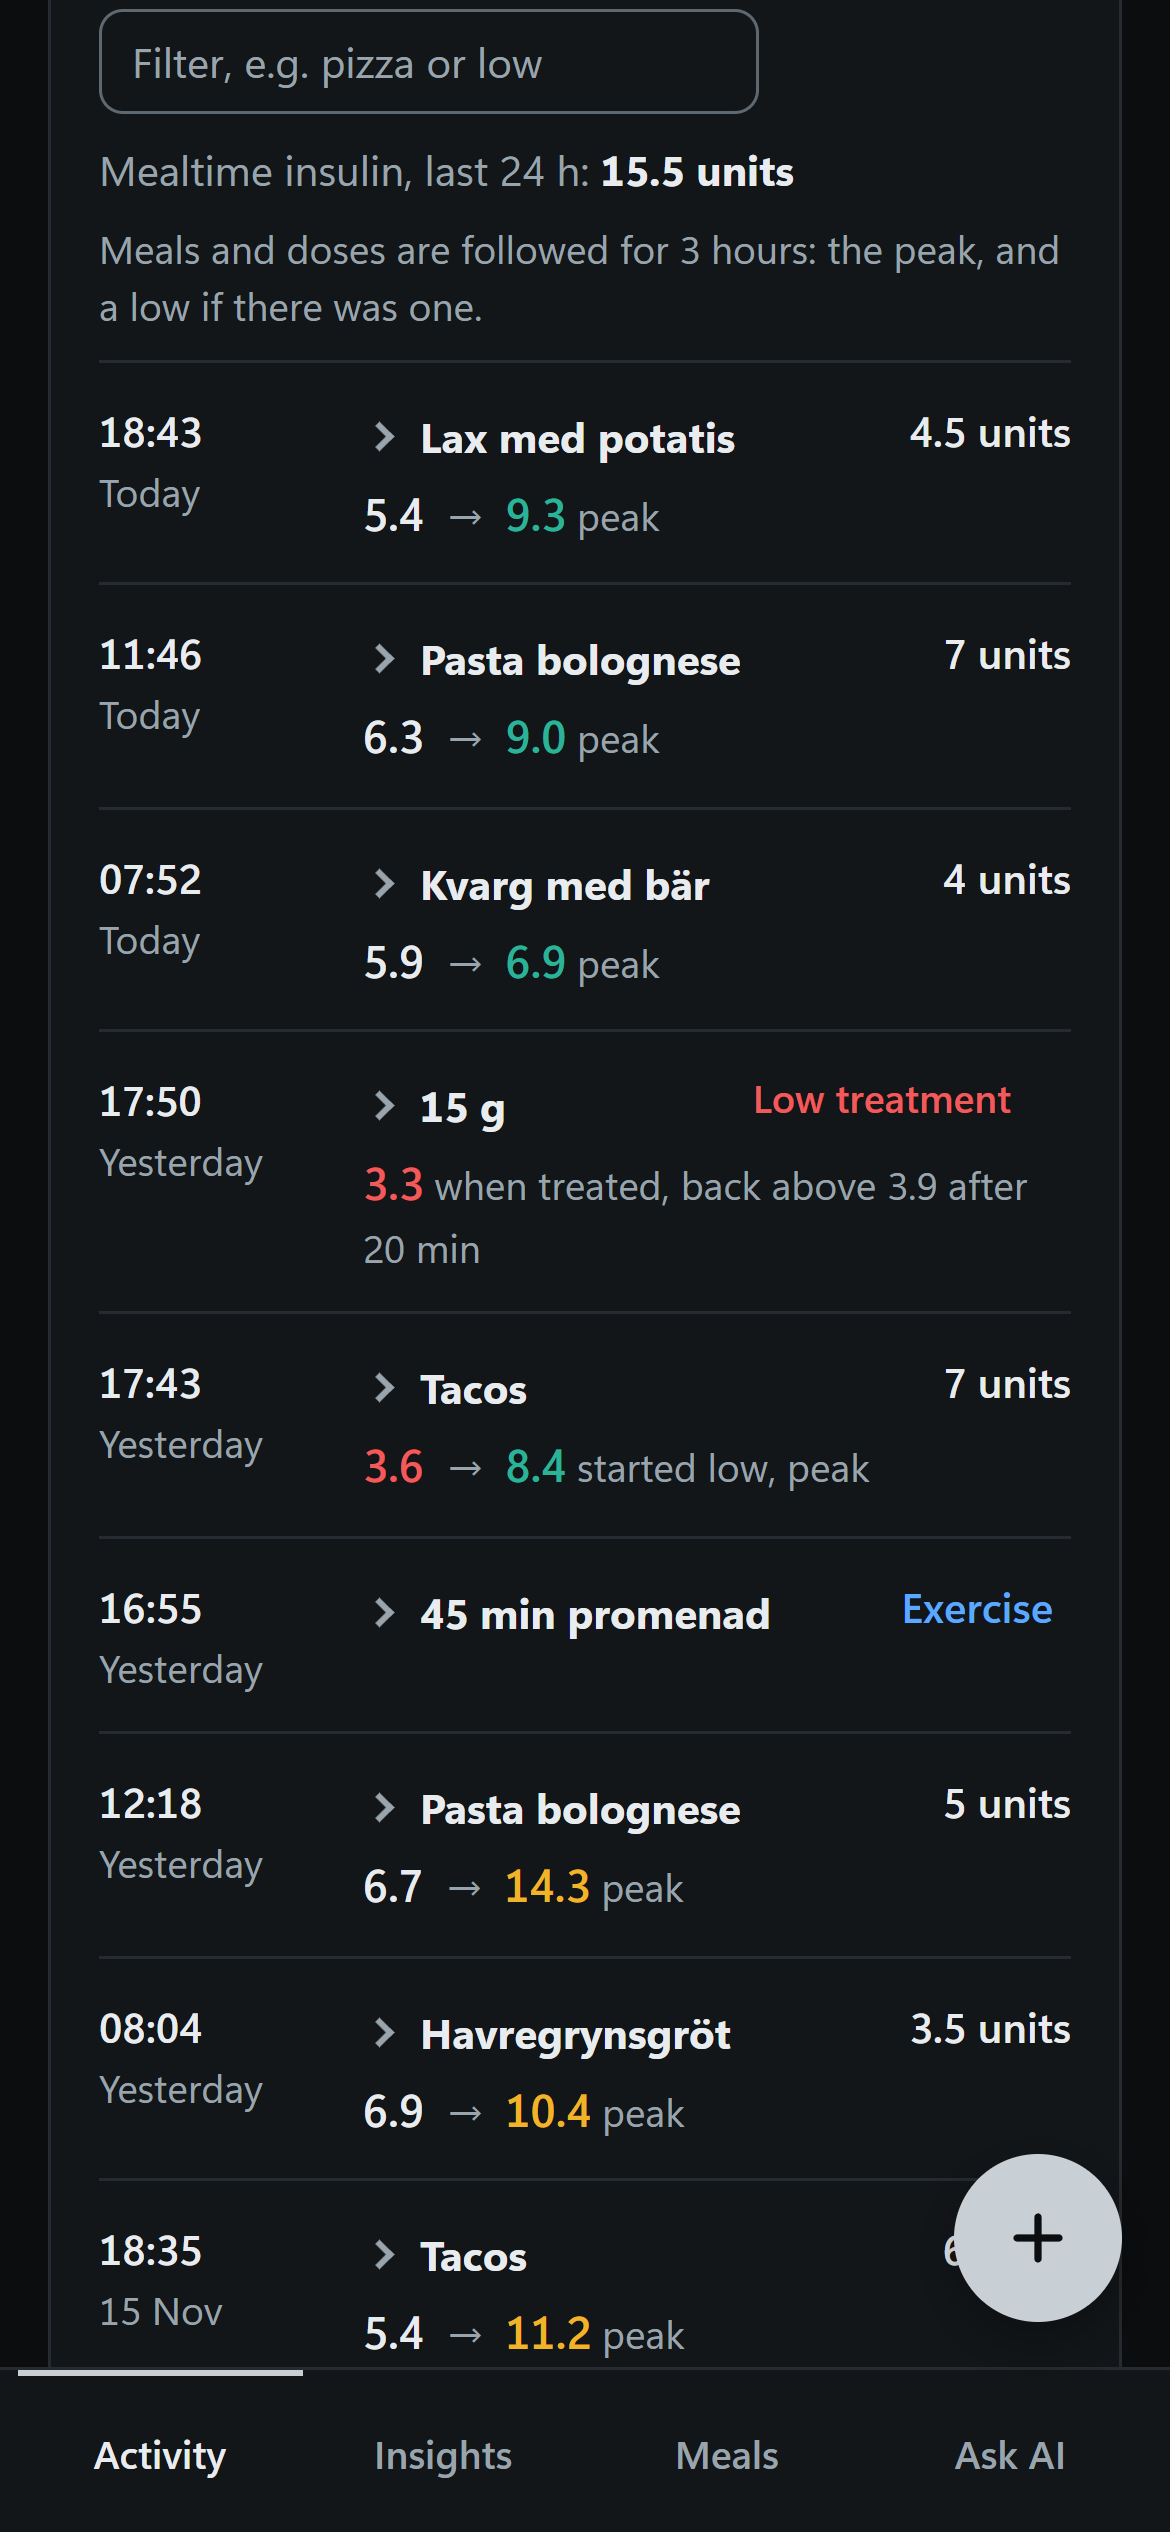 Filter, e.g. pizza or low
Mealtime insulin, last 24 h: 15.5 units
Meals and doses are followed for 3 hours: the peak, and
a low if there was one.
18:43 Lax med potatis 4.5 units
Today
5.4 → 9.3 peak
11:46 Pasta bolognese 7 units
Today
6.3 → 9.0 peak
07:52 Kvarg med bär 4 units
Today
5.9 → 6.9 peak
17:50 15 g Low treatment
Yesterday
3.3 when treated, back above 3.9 after
20 min
17:43 Tacos 7 units
Yesterday
3.6 → 8.4 started low, peak
16:55 45 min promenad Exercise
Yesterday
12:18 Pasta bolognese 5 units
Yesterday
6.7 → 14.3 peak
08:04 Havregrynsgröt 3.5 units
Yesterday
6.9 → 10.4 peak
18:35 Tacos
15 Nov
5.4 → 11.2 peak
Activity Insights Meals Ask AI